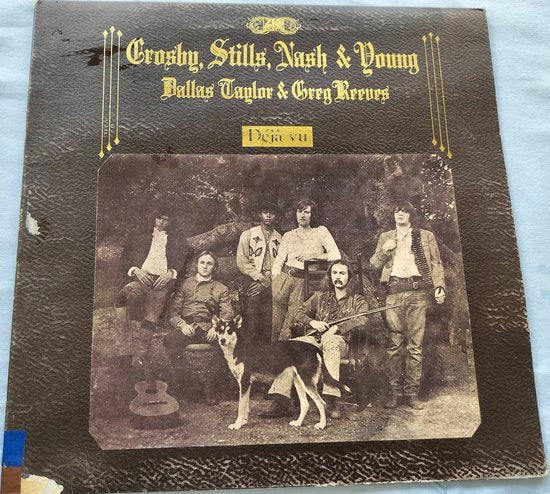 Crosby, Stills, Nash & Young
Dallas Taylor & Greg Reeves
Déjà vu